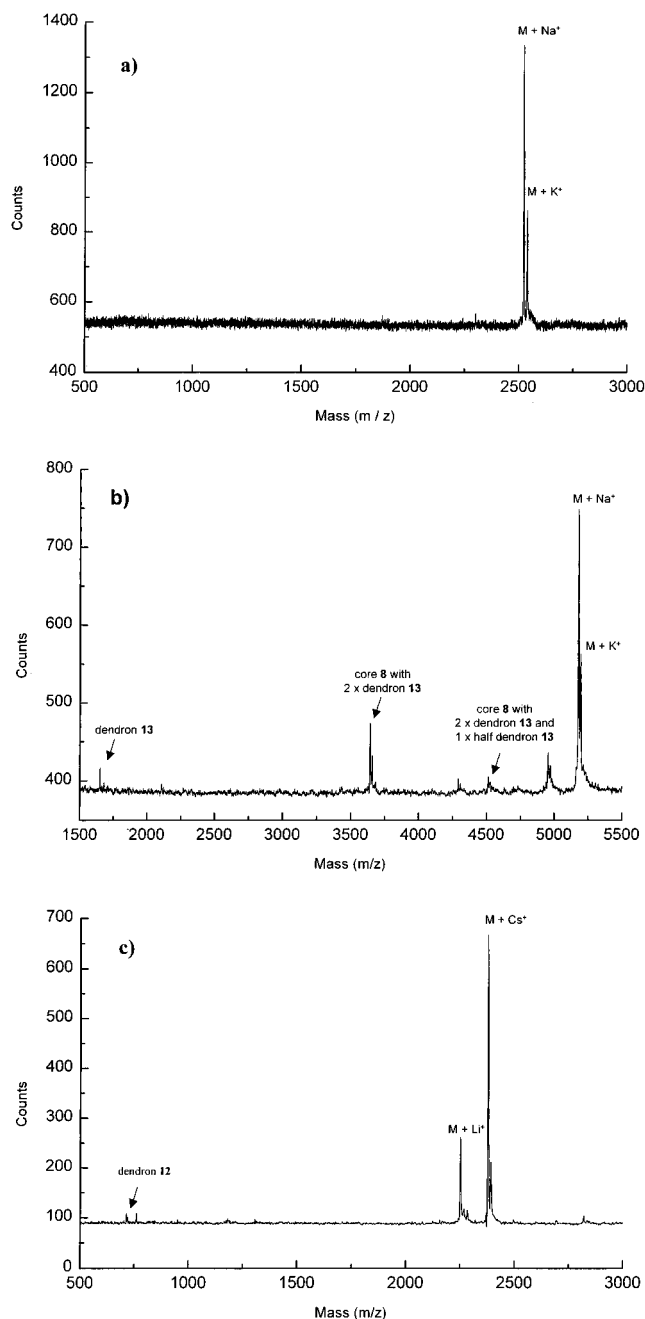 a)
M + Na⁺
M + K⁺
1400
1200
1000
800
600
400
Counts
500
1000
1500
2000
2500
3000
Mass (m / z)
b)
M + Na⁺
M + K⁺
core 8 with
2 x dendron 13
core 8 with
2 x dendron 13 and
1 x half dendron 13
dendron 13
800
700
600
500
400
Counts
1500
2000
2500
3000
3500
4000
4500
5000
5500
Mass (m/z)
c)
M + Cs⁺
M + Li⁺
dendron 12
700
600
500
400
300
200
100
0
Counts
500
1000
1500
2000
2500
3000
Mass (m/z)